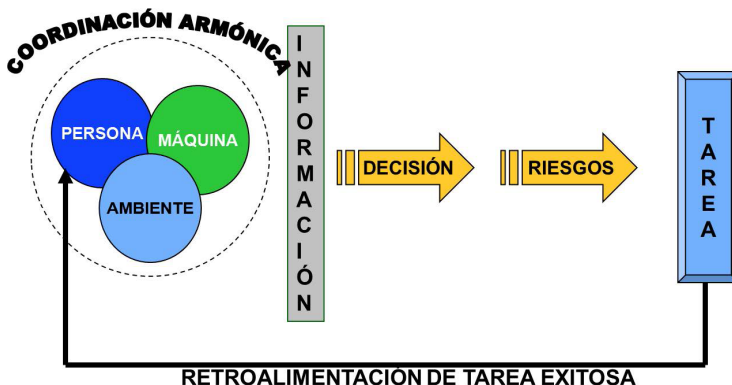 COORDINACIÓN ARMÓNICA
PERSONA
MÁQUINA
AMBIENTE
INFORMACIÓN
DECISIÓN
RIESGOS
TAREA
RETROALIMENTACIÓN DE TAREA EXITOSA